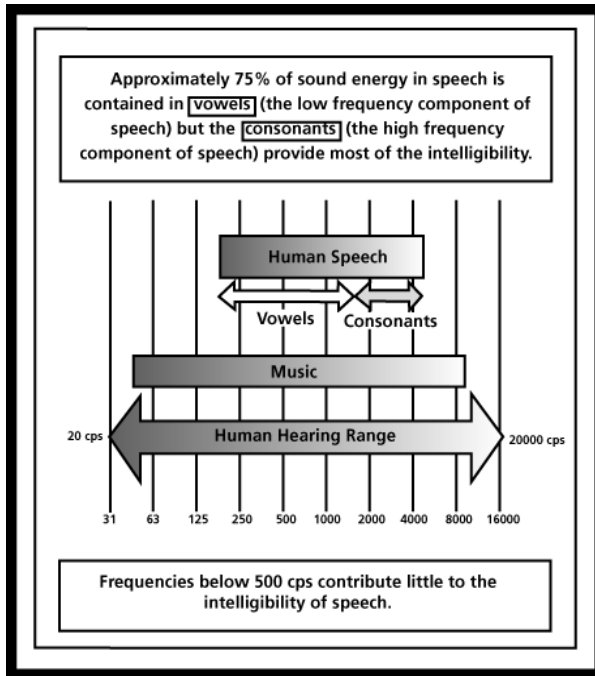 Approximately 75% of sound energy in speech is
contained in vowels (the low frequency component of
speech) but the consonants (the high frequency
component of speech) provide most of the intelligibility.
Human Speech
Vowels
Consonants
Music
20 cps
Human Hearing Range
20000 cps
31 63 125 250 500 1000 2000 4000 8000 16000
Frequencies below 500 cps contribute little to the
intelligibility of speech.